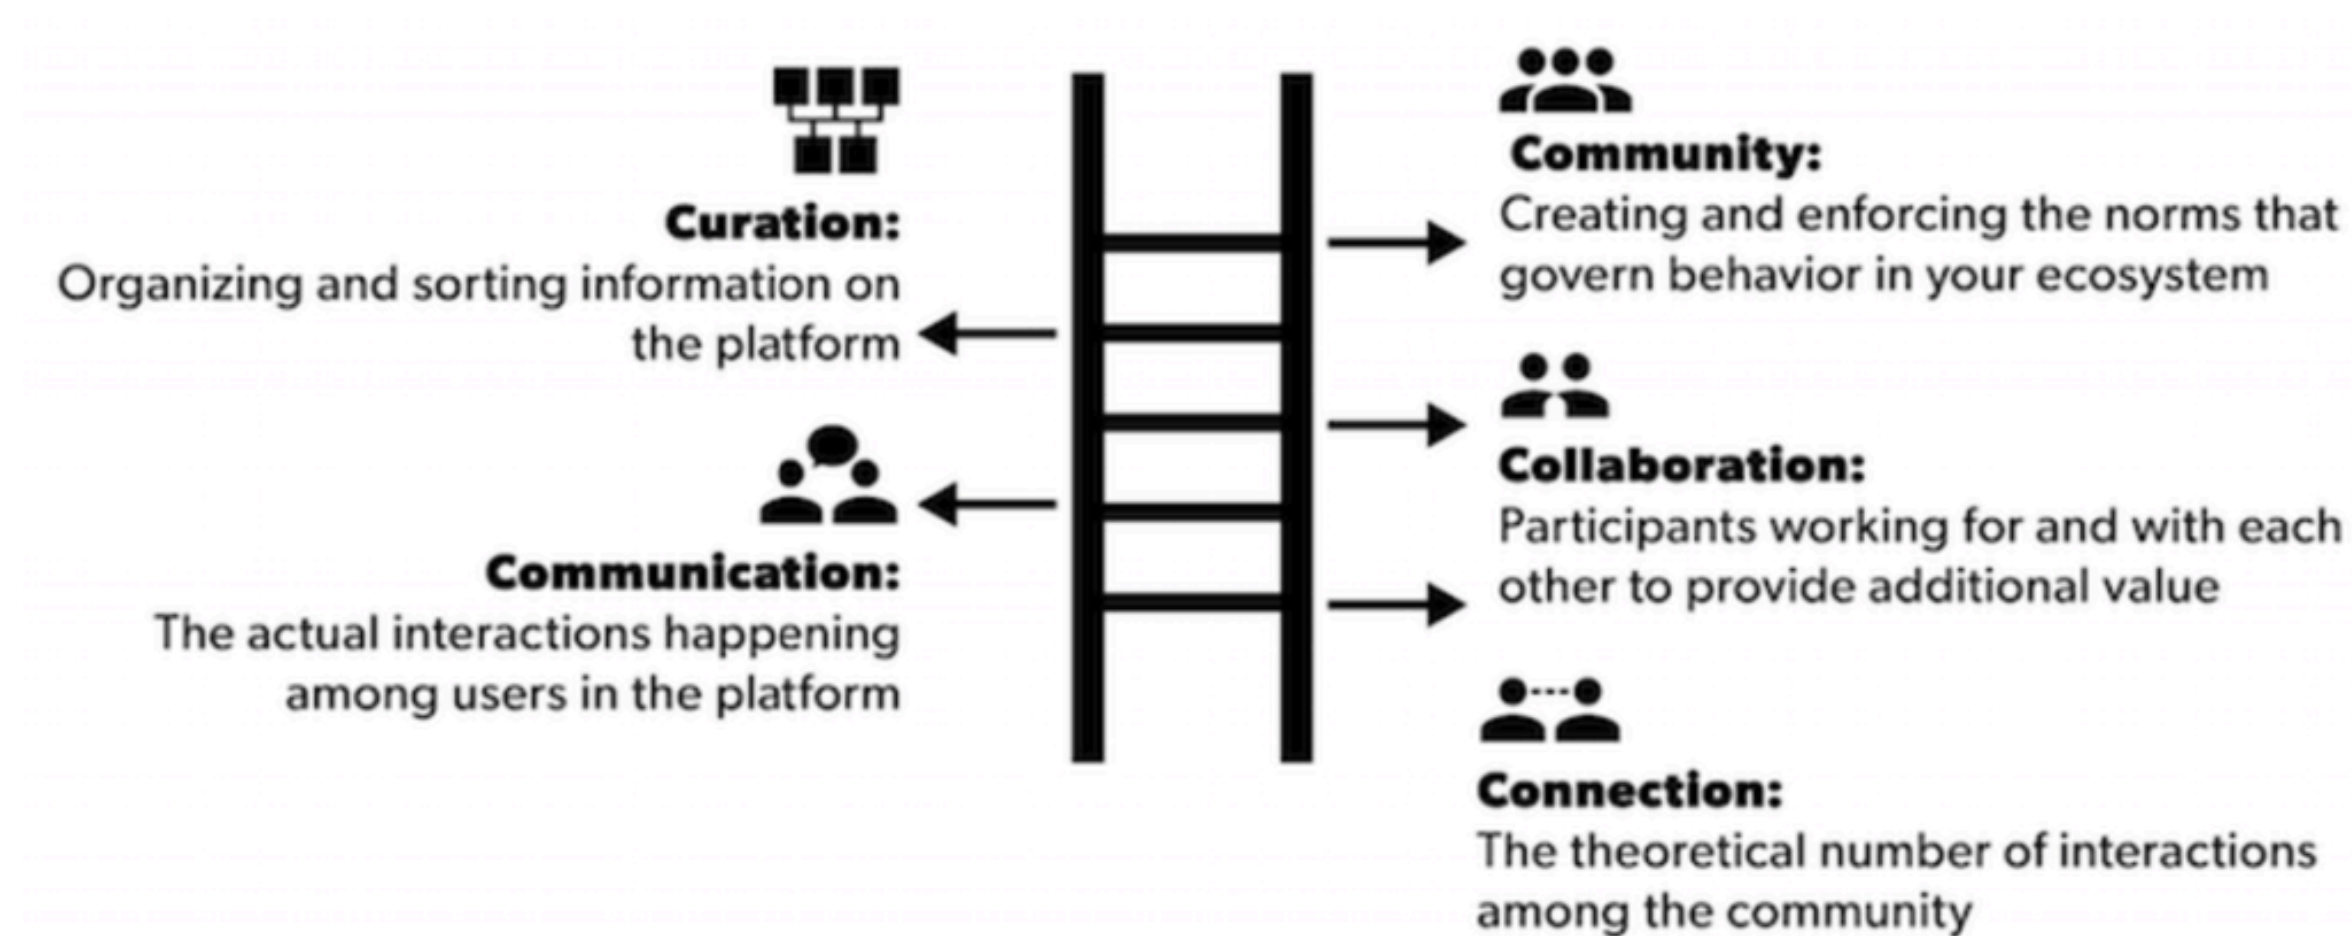 Curation:
Organizing and sorting information on
the platform
Communication:
The actual interactions happening
among users in the platform
Community:
Creating and enforcing the norms that
govern behavior in your ecosystem
Collaboration:
Participants working for and with each
other to provide additional value
Connection:
The theoretical number of interactions
among the community